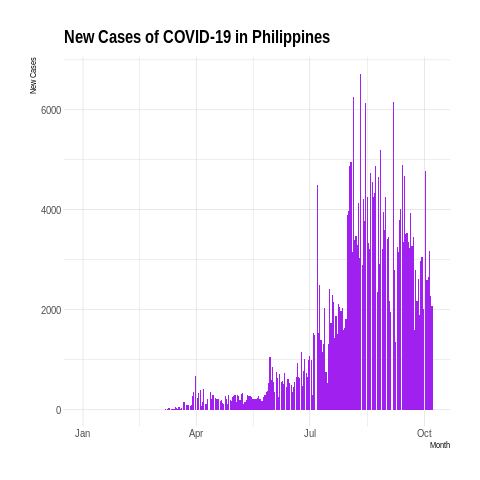 New Cases of COVID-19 in Philippines
New Cases
6000
4000
2000
0
Jan Apr Jul Oct
Month